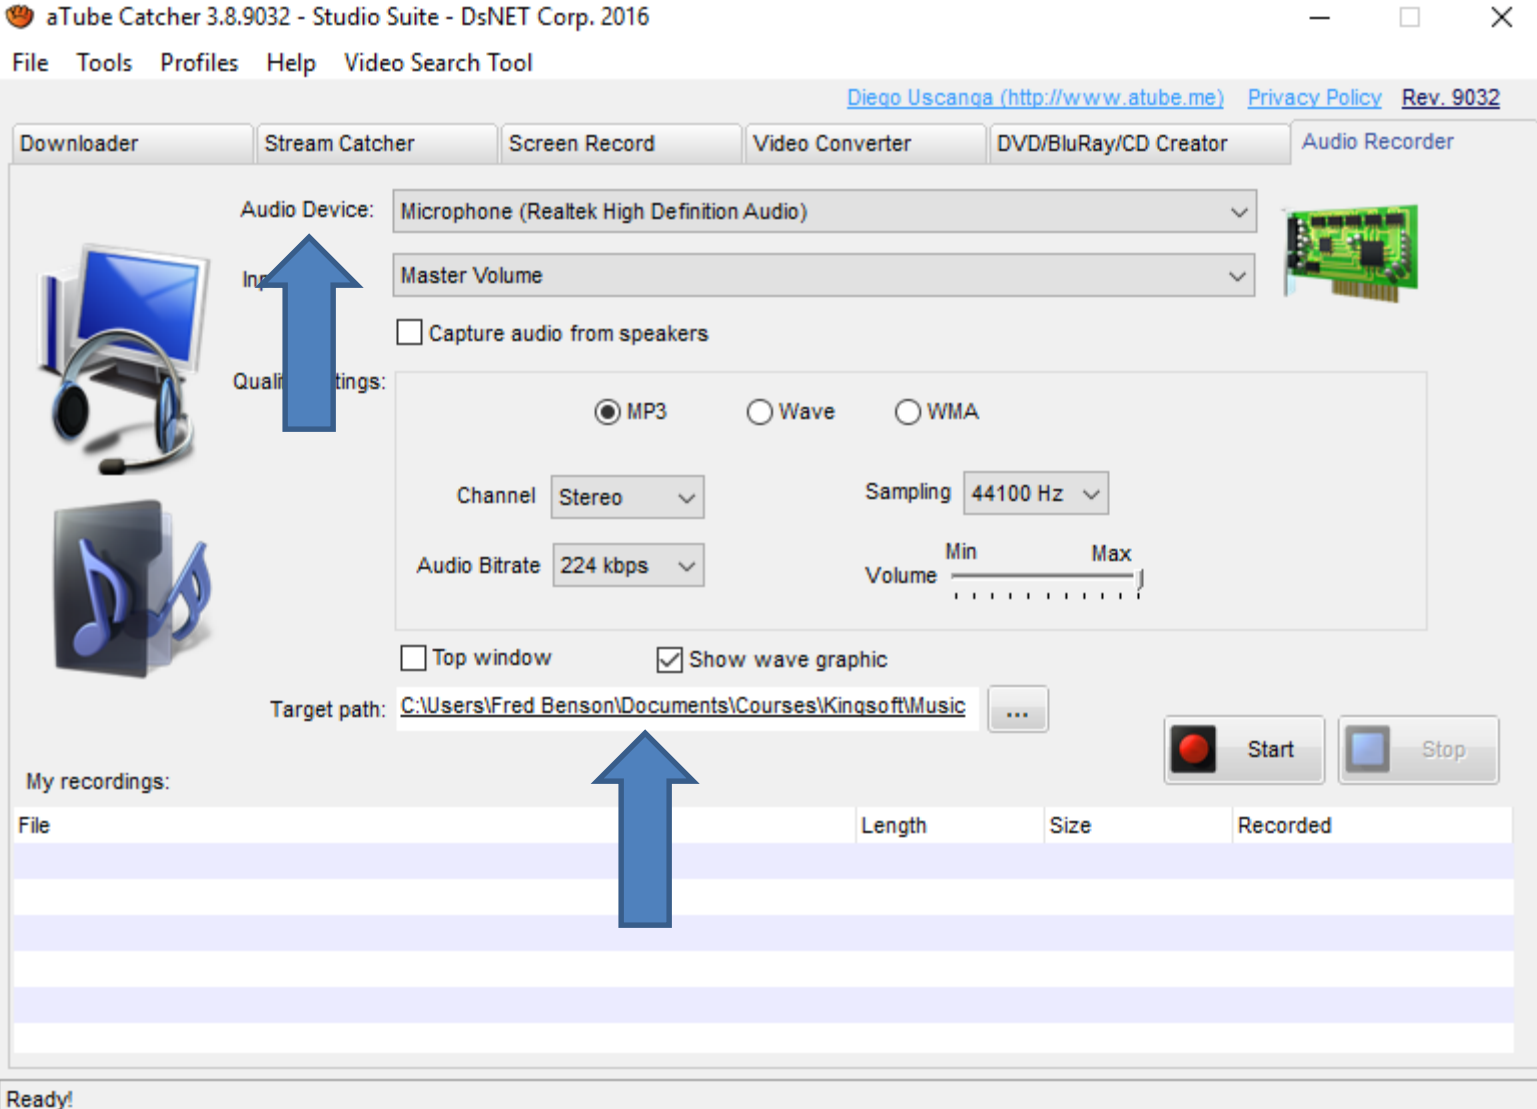 aTube Catcher 3.8.9032 - Studio Suite - DsNET Corp. 2016
File Tools Profiles Help Video Search Tool
Diego Uscanga (http://www.atube.me) Privacy Policy Rev. 9032
Downloader Stream Catcher Screen Record Video Converter DVD/BluRay/CD Creator Audio Recorder
Audio Device: Microphone (Realtek High Definition Audio)
Master Volume
Capture audio from speakers
MP3 Wave WMA
Channel Stereo Sampling 44100 Hz
Min Max
Audio Bitrate 224 kbps Volume
Top window Show wave graphic
Target path: C:\Users\Fred Benson\Documents\Courses\Kingsoft\Music ...
Start Stop
My recordings:
File Length Size Recorded
Ready!